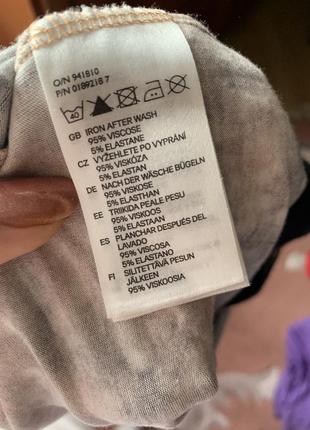 O/N 941810
P/N 0189218 7
40
GB IRON AFTER WASH
95% VISCOSE
5% ELASTANE
CZ VYŽEHLETE PO VYPRÁNÍ
95% VISKÓZA
5% ELASTAN
DE NACH DER WÄSCHE BÜGELN
95% VISKOSE
5% ELASTHAN
EE TRIIKIDA PEALE PESU
95% VISKOOS
5% ELASTAAN
ES PLANCHAR DESPUÉS DEL
LAVADO
95% VISCOSA
5% ELASTANO
FI SILITETTÄVÄ PESUN
JÄLKEEN
95% VISKOOSIA